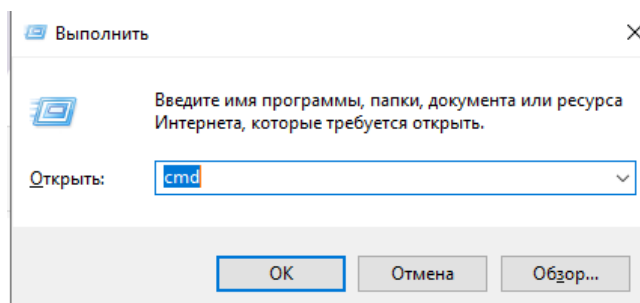 Выполнить
Введите имя программы, папки, документа или ресурса
Интернета, которые требуется открыть.
Открыть: cmd
ОК Отмена Обзор...